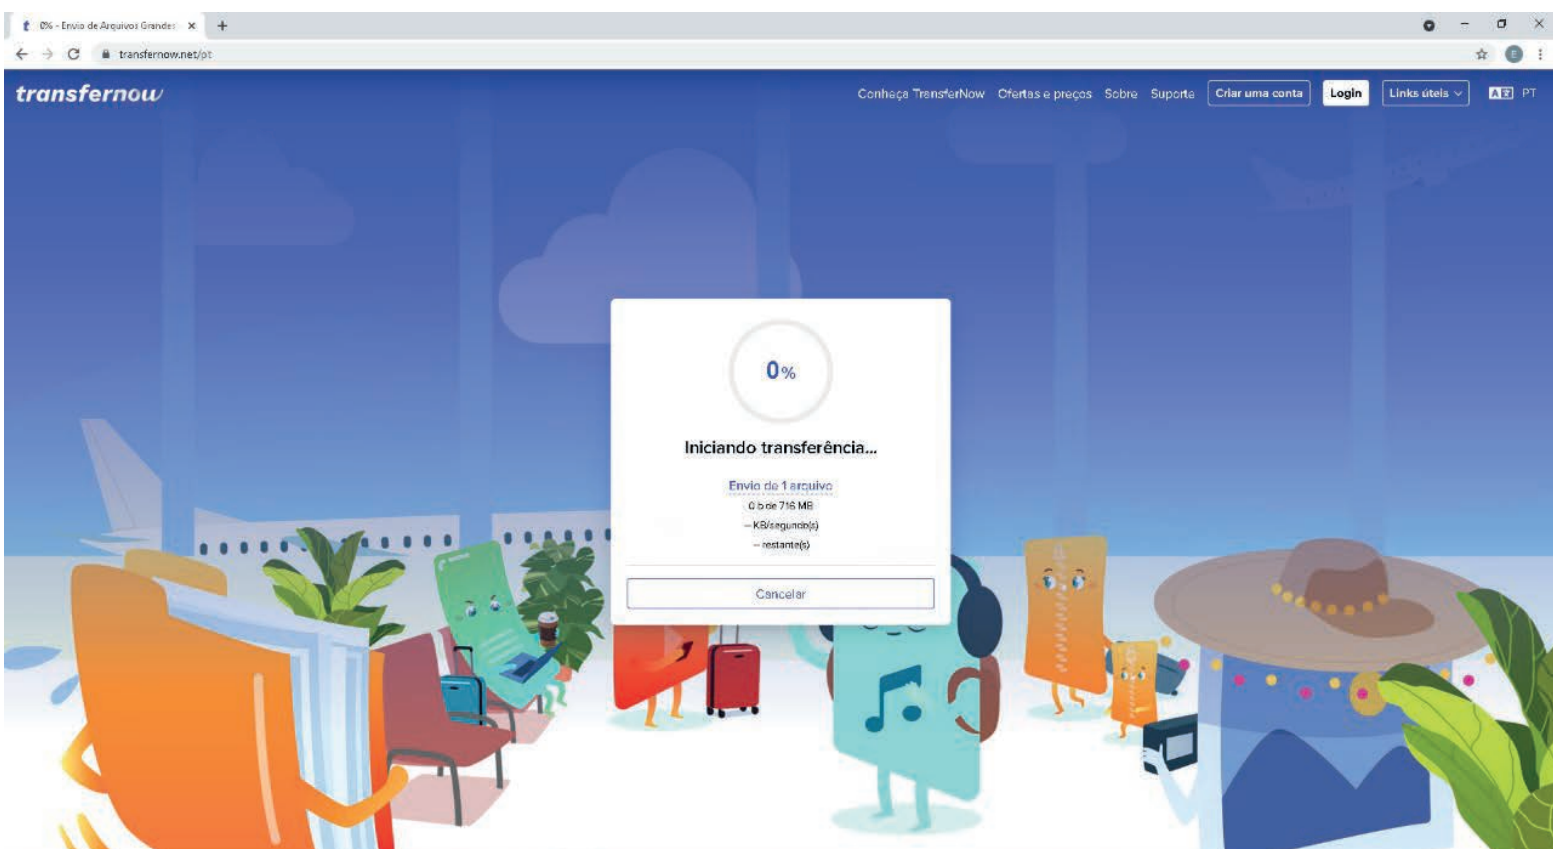 0% - Envio de Arquivos Grandes
transfernow.net/pt
E
transfernow
Conheça TransferNow Ofertas e preços Sobre Suporte Criar uma conta Login Links úteis PT
0%
Iniciando transferência...
Envio de 1 arquivo
0 b de 716 MB
-- KB/segundo(s)
-- restante(s)
Cancelar